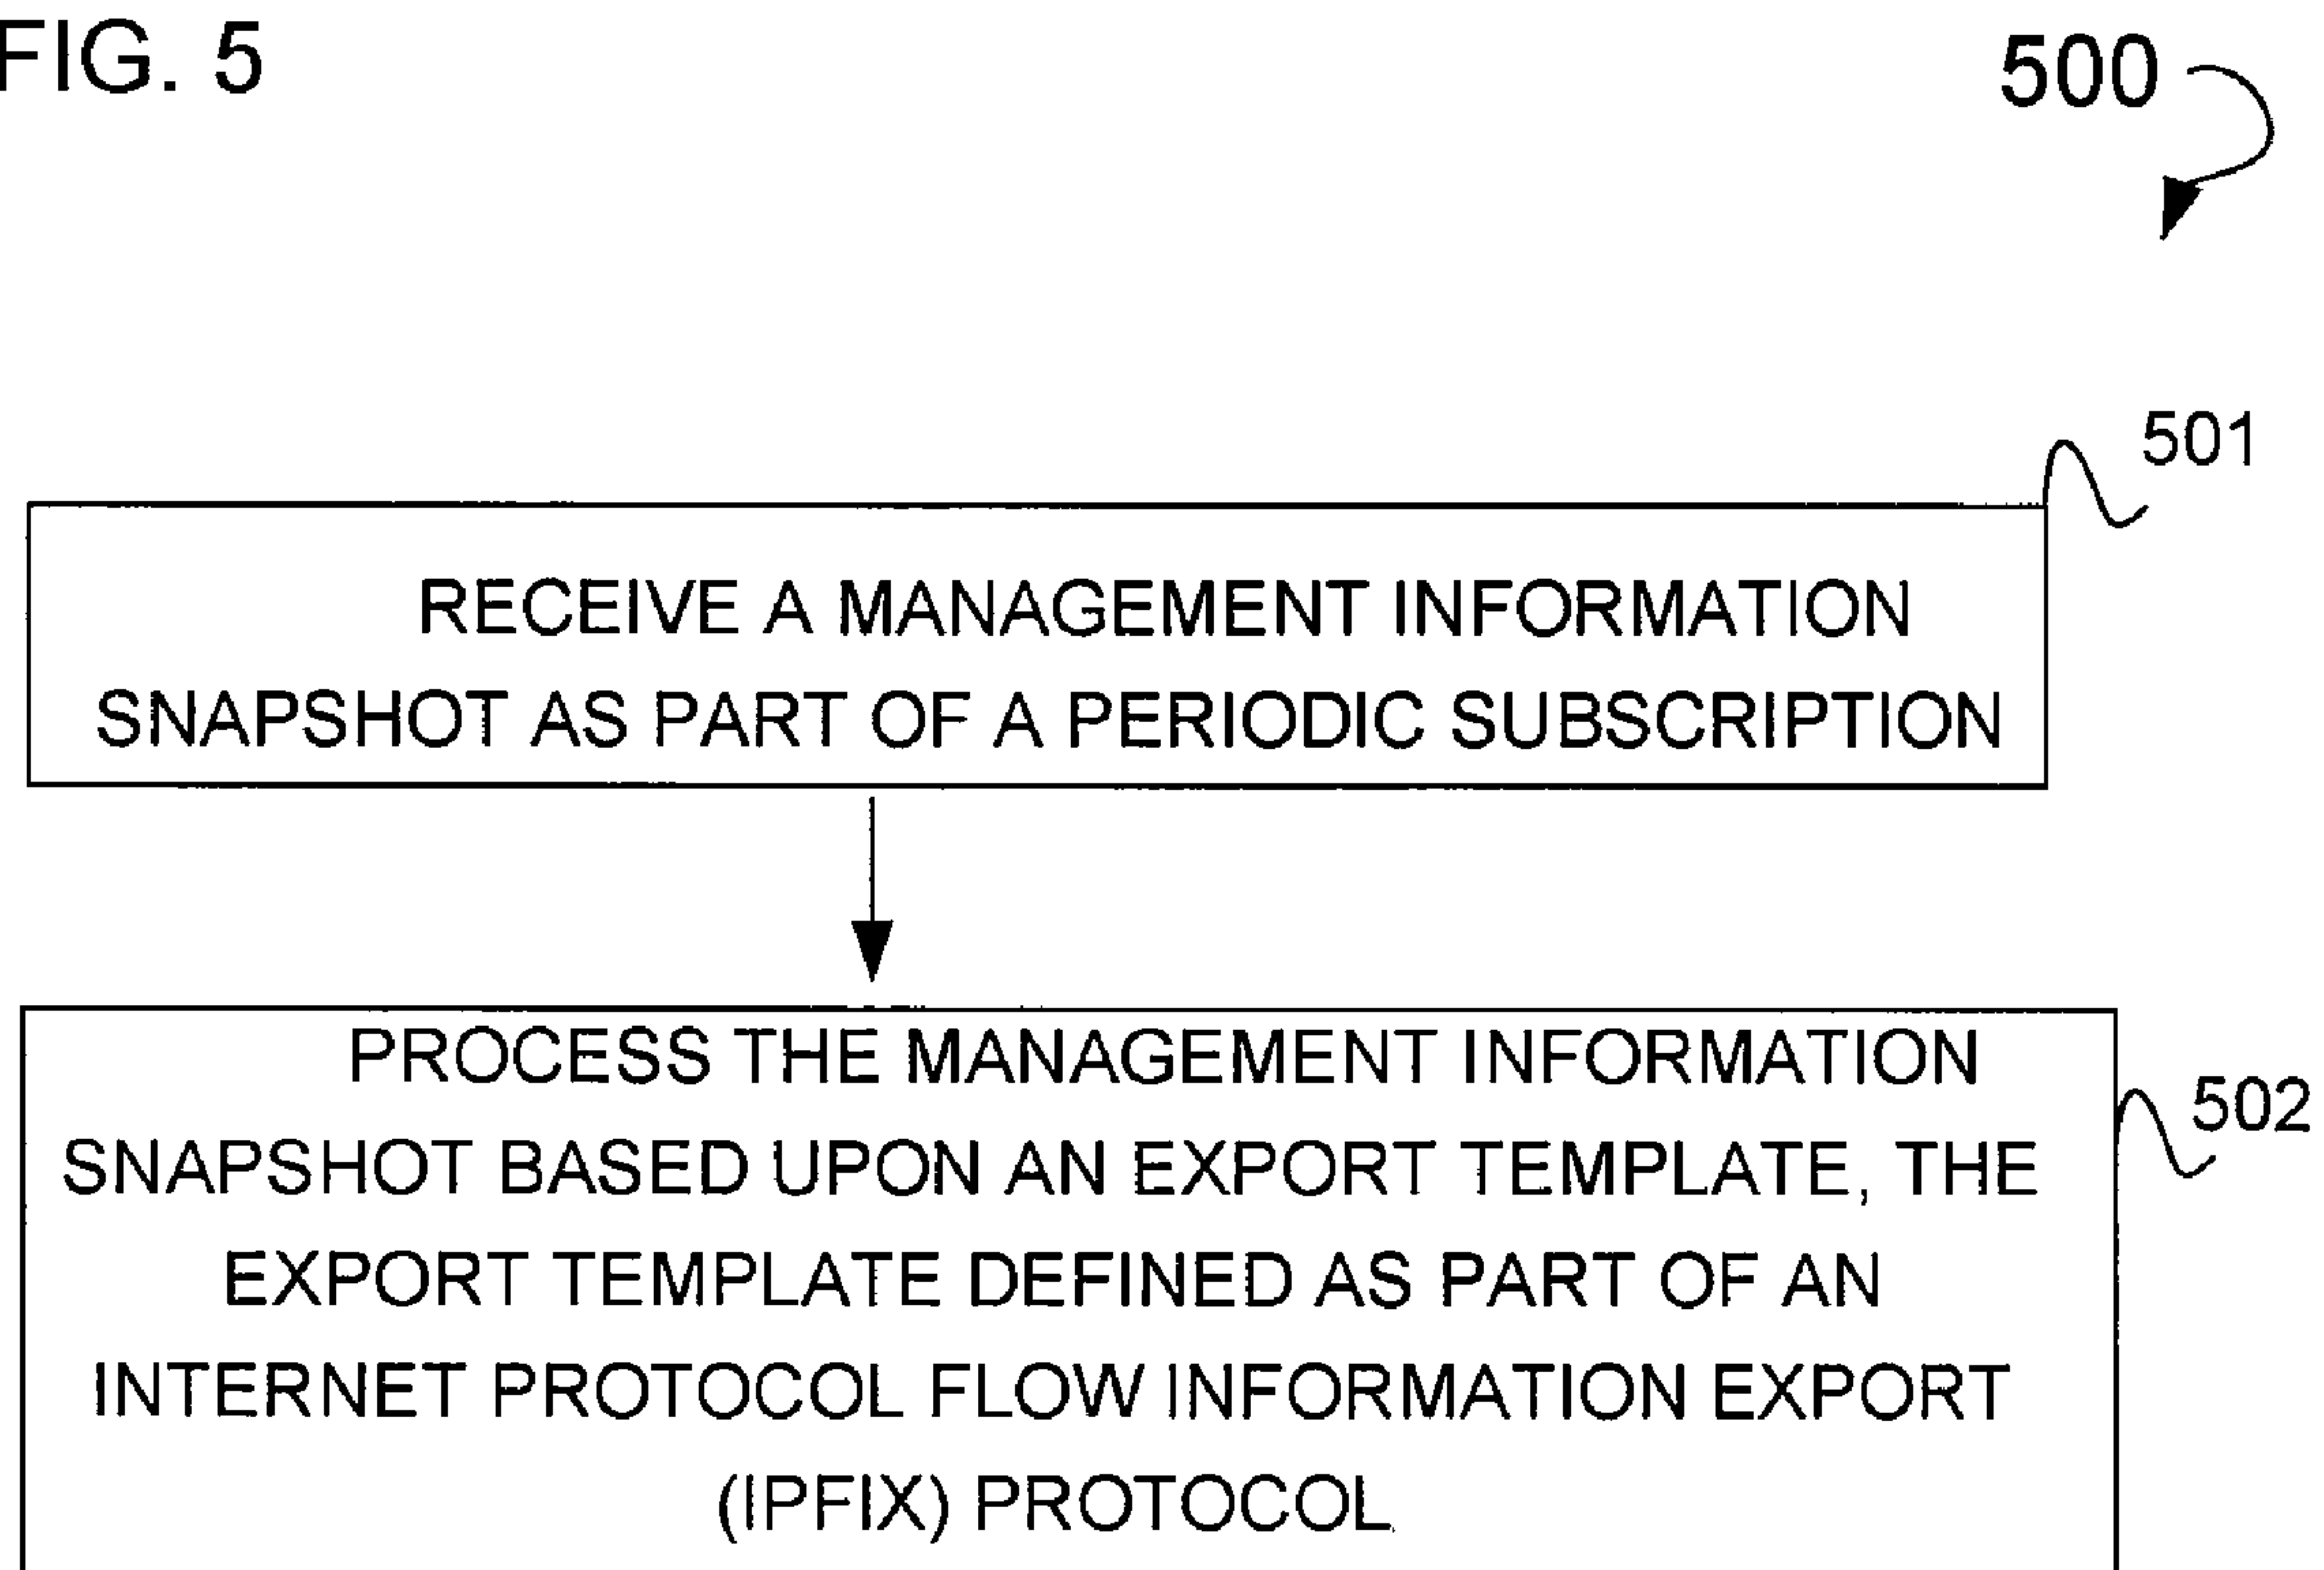 FIG. 5
500
501
RECEIVE A MANAGEMENT INFORMATION
SNAPSHOT AS PART OF A PERIODIC SUBSCRIPTION
PROCESS THE MANAGEMENT INFORMATION
502
SNAPSHOT BASED UPON AN EXPORT TEMPLATE, THE
EXPORT TEMPLATE DEFINED AS PART OF AN
INTERNET PROTOCOL FLOW INFORMATION EXPORT
(IPFIX) PROTOCOL